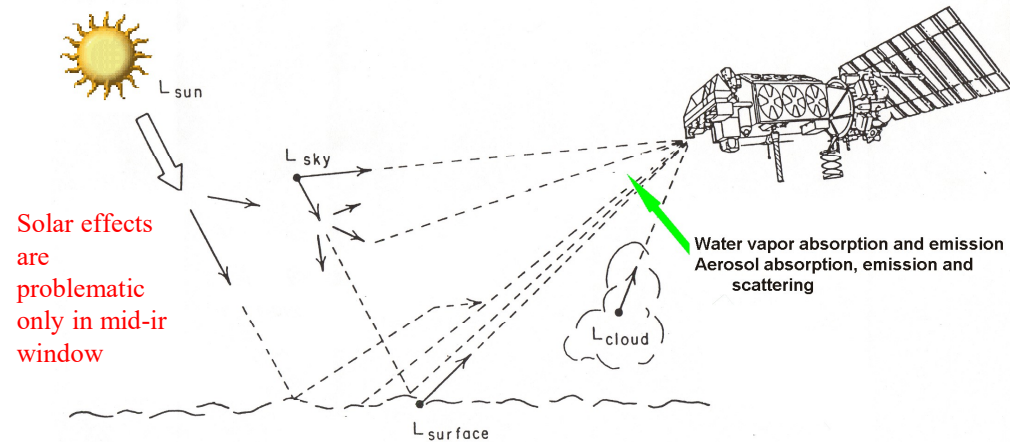 L sun
L sky
Solar effects
are
problematic
only in mid-ir
window
Water vapor absorption and emission
Aerosol absorption, emission and
scattering
L cloud
L surface